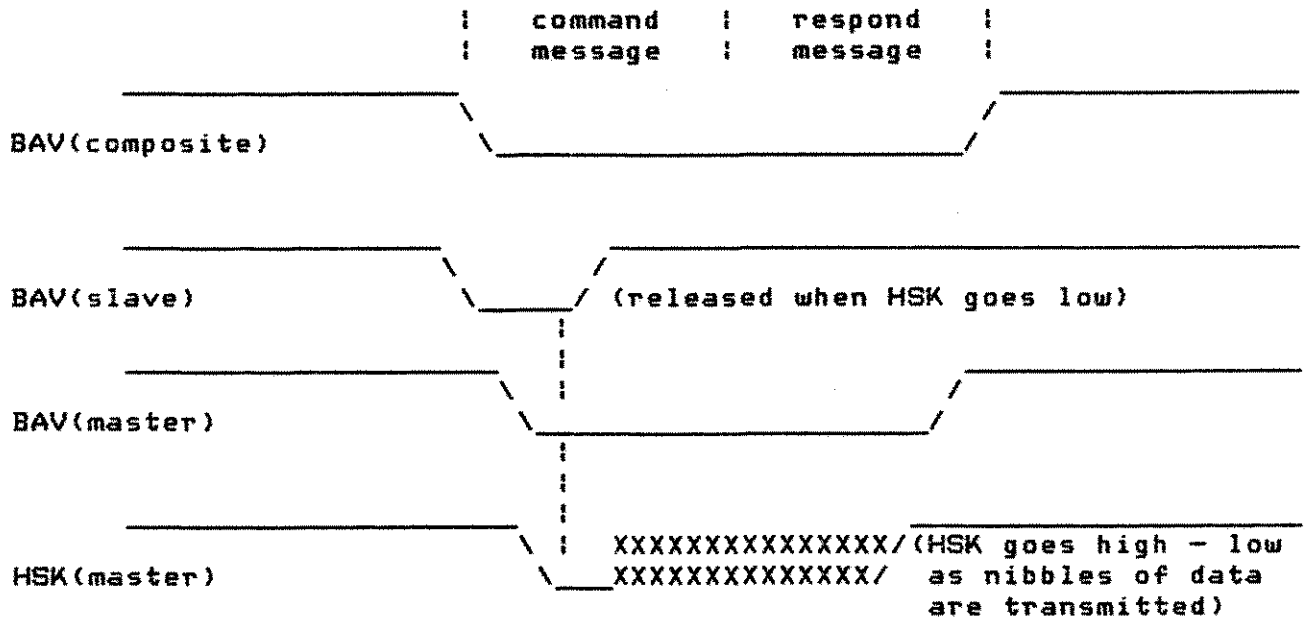 command respond
message message
BAV(composite)
BAV(slave) (released when HSK goes low)
BAV(master)
XXXXXXXXXXXXXXX/(HSK goes high - low
HSK(master) XXXXXXXXXXXXXX/ as nibbles of data
are transmitted)